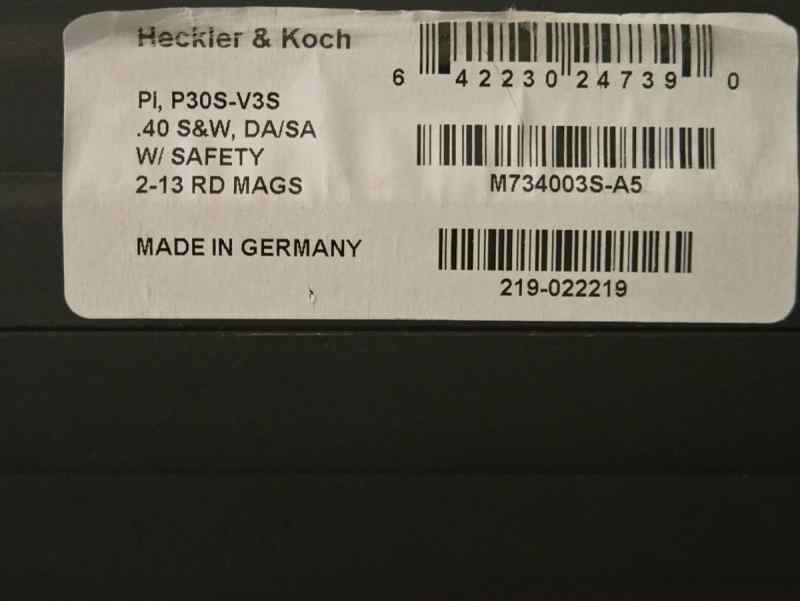 Heckler & Koch
PI, P30S-V3S
.40 S&W, DA/SA
W/ SAFETY
2-13 RD MAGS
MADE IN GERMANY
6 42230 24739 0
M734003S-A5
219-022219